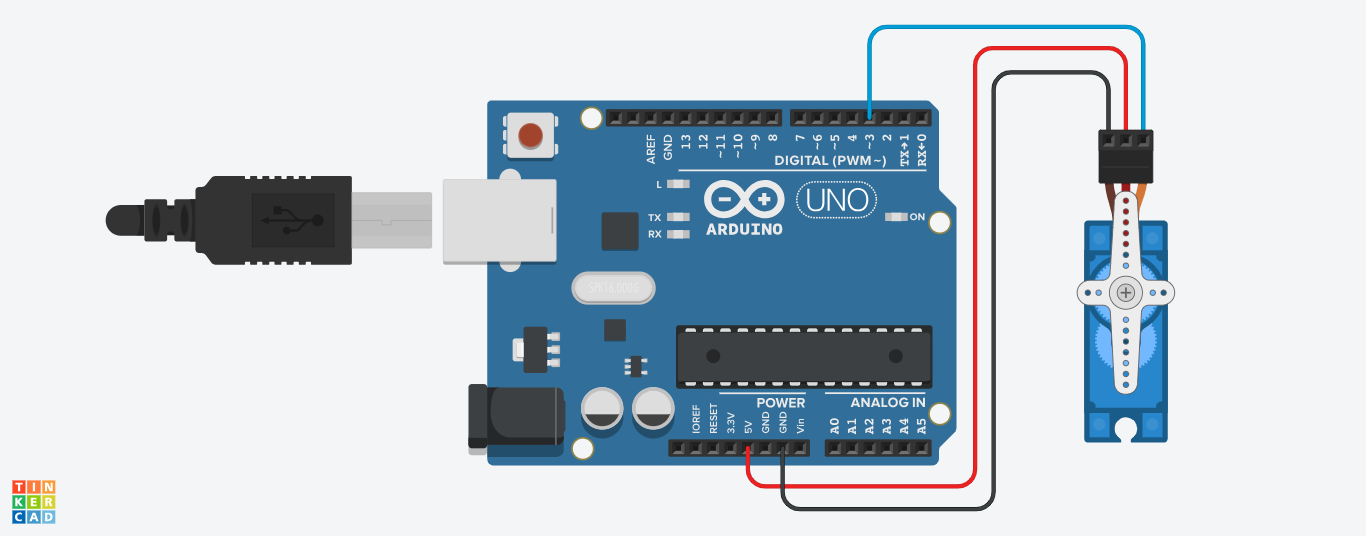 AREF
GND
13
12
~11
~10
~9
8
7
~6
~5
4
~3
2
TX→1
RX←0
DIGITAL (PWM~)
L
TX
RX
ARDUINO
UNO
ON
POWER
ANALOG IN
IOREF
RESET
3.3V
5V
GND
GND
Vin
A0
A1
A2
A3
A4
A5
TIN
KER
CAD